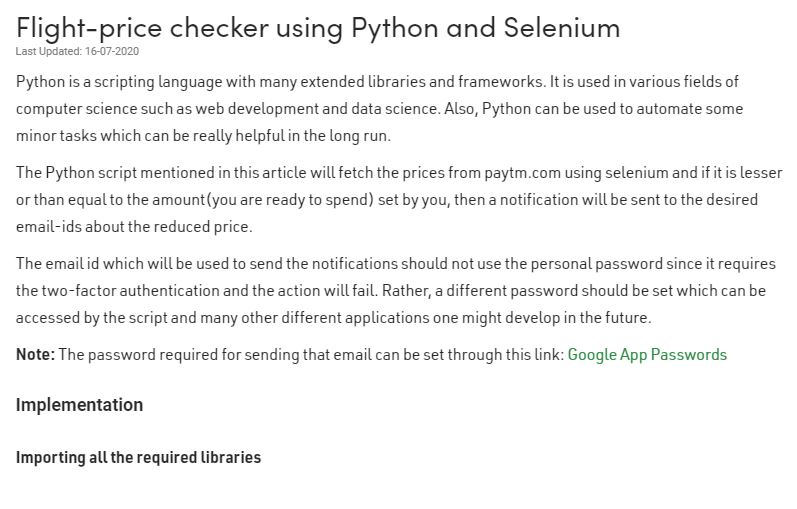 Flight-price checker using Python and Selenium
Last Updated: 16-07-2020
Python is a scripting language with many extended libraries and frameworks. It is used in various fields of
computer science such as web development and data science. Also, Python can be used to automate some
minor tasks which can be really helpful in the long run.
The Python script mentioned in this article will fetch the prices from paytm.com using selenium and if it is lesser
or than equal to the amount(you are ready to spend) set by you, then a notification will be sent to the desired
email-ids about the reduced price.
The email id which will be used to send the notifications should not use the personal password since it requires
the two-factor authentication and the action will fail. Rather, a different password should be set which can be
accessed by the script and many other different applications one might develop in the future.
Note: The password required for sending that email can be set through this link: Google App Passwords
Implementation
Importing all the required libraries